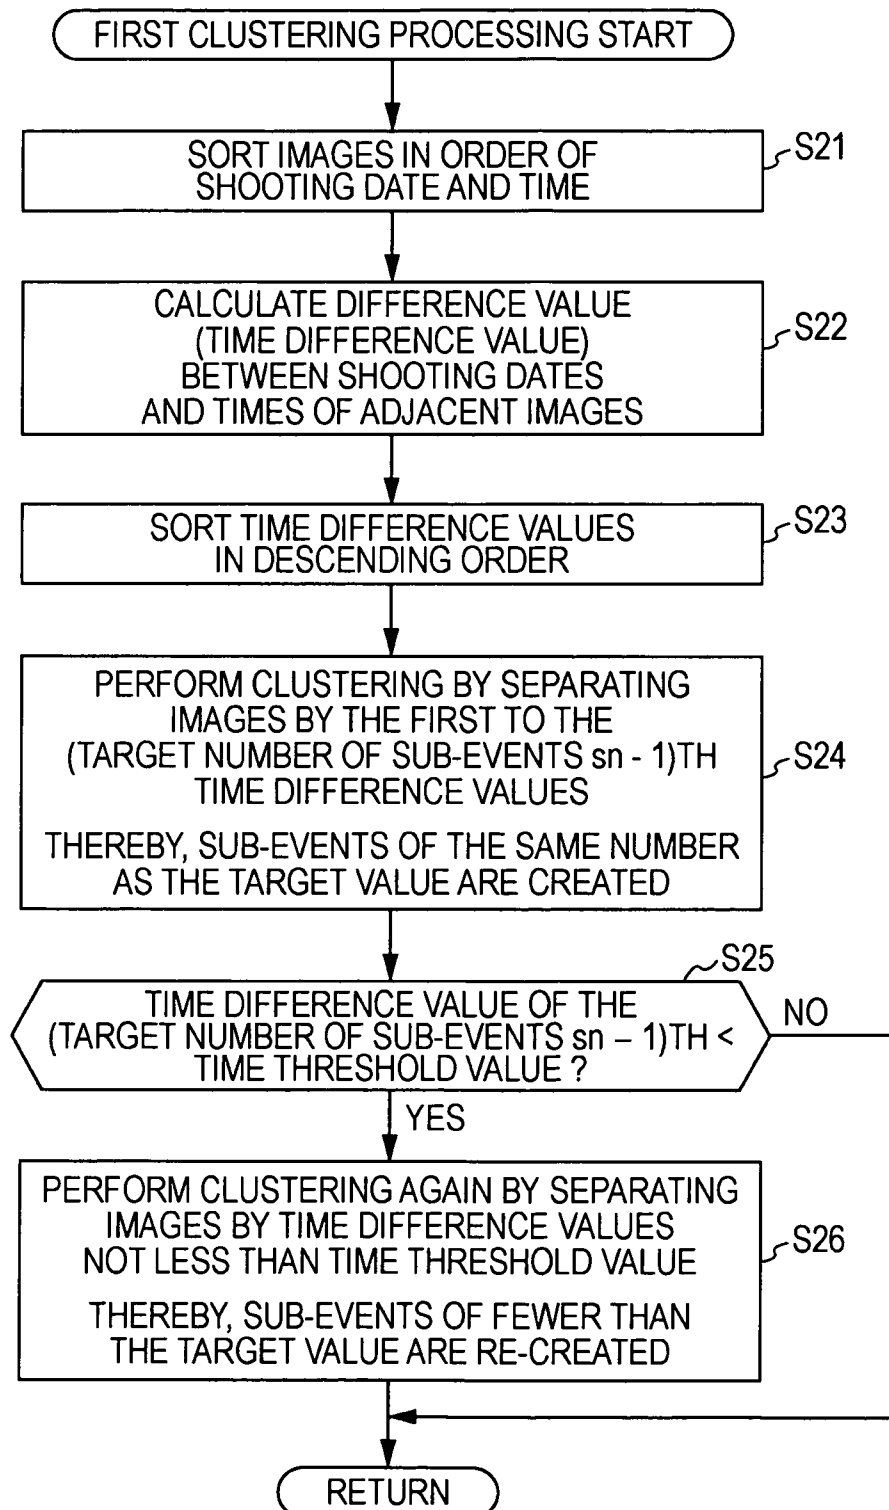 FIRST CLUSTERING PROCESSING START
SORT IMAGES IN ORDER OF
SHOOTING DATE AND TIME
S21
CALCULATE DIFFERENCE VALUE
(TIME DIFFERENCE VALUE)
BETWEEN SHOOTING DATES
AND TIMES OF ADJACENT IMAGES
S22
SORT TIME DIFFERENCE VALUES
IN DESCENDING ORDER
S23
PERFORM CLUSTERING BY SEPARATING
IMAGES BY THE FIRST TO THE
(TARGET NUMBER OF SUB-EVENTS sn - 1)TH
TIME DIFFERENCE VALUES
THEREBY, SUB-EVENTS OF THE SAME NUMBER
AS THE TARGET VALUE ARE CREATED
S24
S25
TIME DIFFERENCE VALUE OF THE
(TARGET NUMBER OF SUB-EVENTS sn – 1)TH <
TIME THRESHOLD VALUE ?
NO
YES
PERFORM CLUSTERING AGAIN BY SEPARATING
IMAGES BY TIME DIFFERENCE VALUES
NOT LESS THAN TIME THRESHOLD VALUE
THEREBY, SUB-EVENTS OF FEWER THAN
THE TARGET VALUE ARE RE-CREATED
S26
RETURN